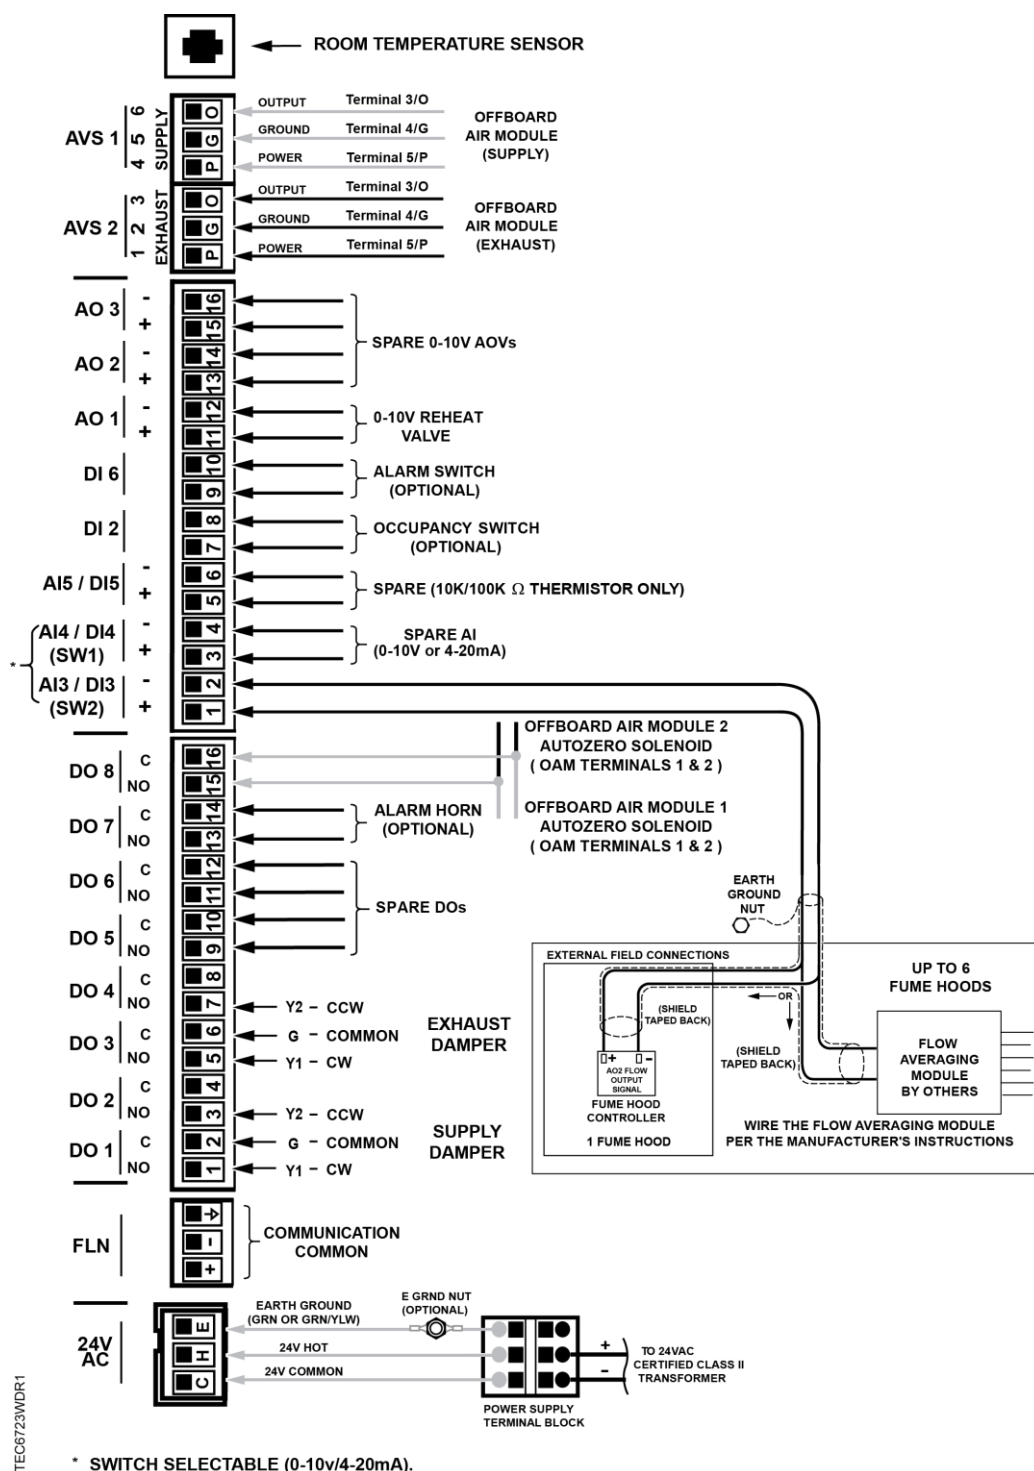 ROOM TEMPERATURE SENSOR
AVS 1
4 5 6
SUPPLY
O
G
P
OUTPUT Terminal 3/O
GROUND Terminal 4/G
POWER Terminal 5/P
OFFBOARD
AIR MODULE
(SUPPLY)
AVS 2
1 2 3
EXHAUST
O
G
P
OUTPUT Terminal 3/O
GROUND Terminal 4/G
POWER Terminal 5/P
OFFBOARD
AIR MODULE
(EXHAUST)
AO 3
- 16
+ 15
AO 2
- 14
+ 13
SPARE 0-10V AOVs
AO 1
- 12
+ 11
0-10V REHEAT
VALVE
DI 6
10
9
ALARM SWITCH
(OPTIONAL)
DI 2
8
7
OCCUPANCY SWITCH
(OPTIONAL)
AI5 / DI5
- 6
+ 5
SPARE (10K/100K Ω THERMISTOR ONLY)
*
AI4 / DI4
(SW1)
- 4
+ 3
SPARE AI
(0-10V or 4-20mA)
AI3 / DI3
(SW2)
- 2
+ 1
OFFBOARD AIR MODULE 2
AUTOZERO SOLENOID
( OAM TERMINALS 1 & 2 )
OFFBOARD AIR MODULE 1
AUTOZERO SOLENOID
( OAM TERMINALS 1 & 2 )
DO 8
C 16
NO 15
DO 7
C 14
NO 13
ALARM HORN
(OPTIONAL)
DO 6
C 12
NO 11
DO 5
C 10
NO 9
SPARE DOs
DO 4
C 8
NO 7
Y2 – CCW
DO 3
C 6
NO 5
G – COMMON
Y1 – CW
EXHAUST
DAMPER
DO 2
C 4
NO 3
Y2 – CCW
DO 1
C 2
NO 1
G – COMMON
Y1 – CW
SUPPLY
DAMPER
EARTH
GROUND
NUT
EXTERNAL FIELD CONNECTIONS
(SHIELD
TAPED BACK)
+ -
AO2 FLOW
OUTPUT
SIGNAL
FUME HOOD
CONTROLLER
1 FUME HOOD
OR
(SHIELD
TAPED BACK)
UP TO 6
FUME HOODS
FLOW
AVERAGING
MODULE
BY OTHERS
WIRE THE FLOW AVERAGING MODULE
PER THE MANUFACTURER'S INSTRUCTIONS
FLN
-
+
COMMUNICATION
COMMON
24V
AC
E
H
C
EARTH GROUND
(GRN OR GRN/YLW)
24V HOT
24V COMMON
E GRND NUT
(OPTIONAL)
POWER SUPPLY
TERMINAL BLOCK
+
-
TO 24VAC
CERTIFIED CLASS II
TRANSFORMER
TEC6723WDR1
* SWITCH SELECTABLE (0-10v/4-20mA).